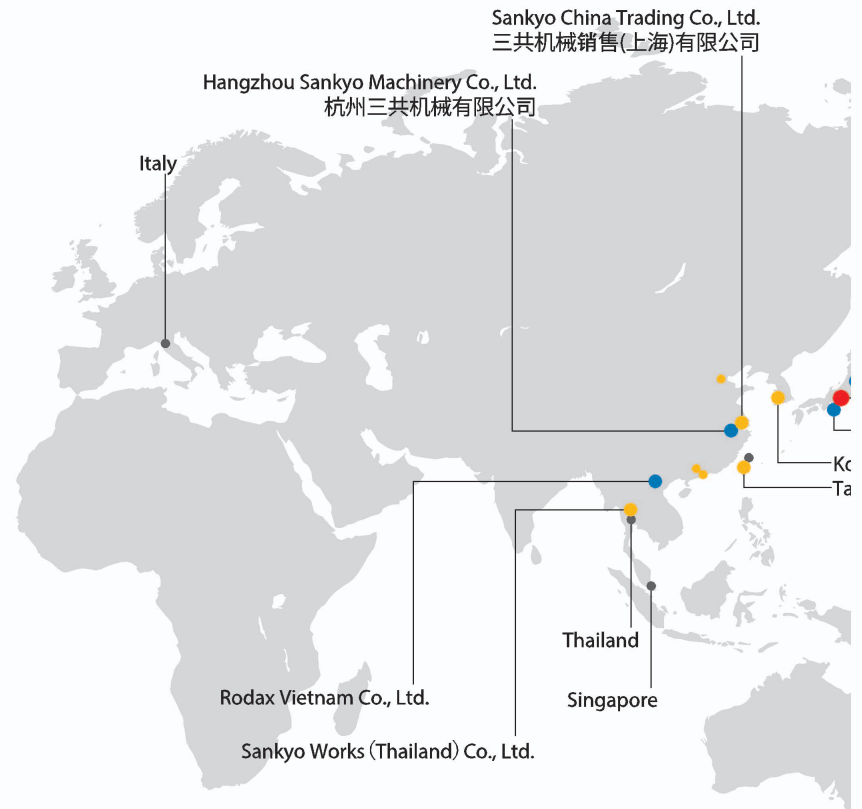 Sankyo China Trading Co., Ltd.
三共机械销售(上海)有限公司
Hangzhou Sankyo Machinery Co., Ltd.
杭州三共机械有限公司
Italy
Thailand
Rodax Vietnam Co., Ltd.
Singapore
Sankyo Works (Thailand) Co., Ltd.